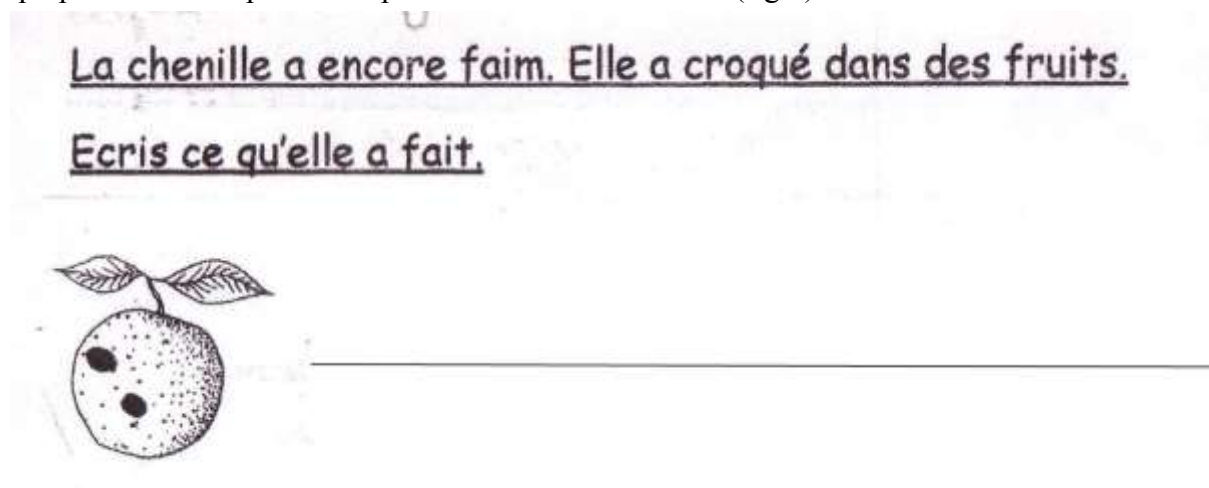 La chenille a encore faim. Elle a croqué dans des fruits.
Ecris ce qu'elle a fait.